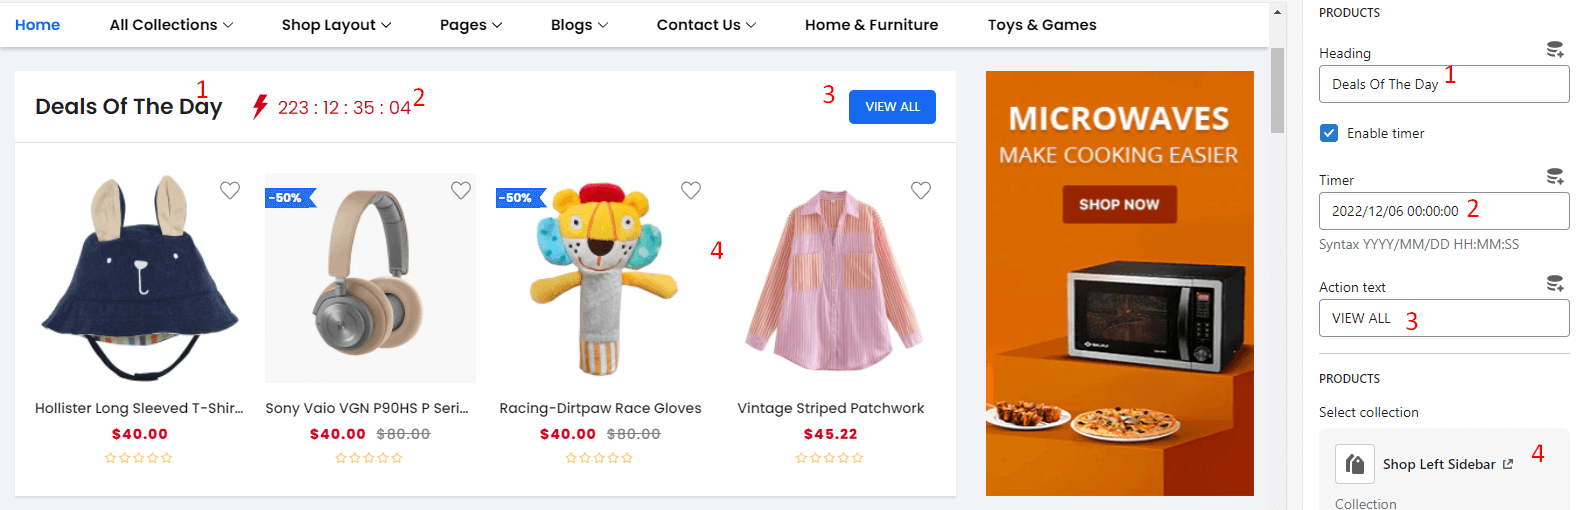 Home All Collections Shop Layout Pages Blogs Contact Us Home & Furniture Toys & Games
Deals Of The Day 1 223 : 12 : 35 : 04 2 3 VIEW ALL
-50% -50%
4
Hollister Long Sleeved T-Shir... Sony Vaio VGN P90HS P Seri... Racing-Dirtpaw Race Gloves Vintage Striped Patchwork
$40.00 $40.00 $80.00 $40.00 $80.00 $45.22
MICROWAVES
MAKE COOKING EASIER
SHOP NOW
PRODUCTS
Heading
Deals Of The Day 1
Enable timer
Timer
2022/12/06 00:00:00 2
Syntax YYYY/MM/DD HH:MM:SS
Action text
VIEW ALL 3
PRODUCTS
Select collection
Shop Left Sidebar 4
Collection